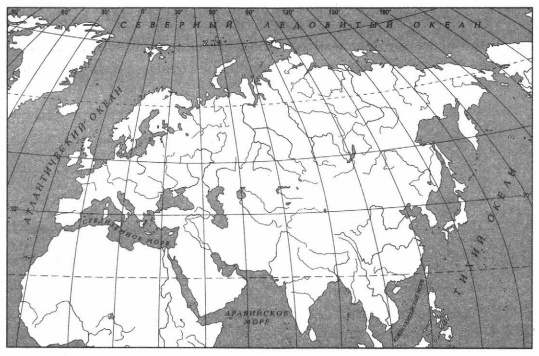 СЕВЕРНЫЙ ЛЕДОВИТЫЙ ОКЕАН
АТЛАНТИЧЕСКИЙ ОКЕАН
СРЕДИЗЕМНОЕ МОРЕ
АРАВИЙСКОЕ
МОРЕ
ТИХИЙ ОКЕАН